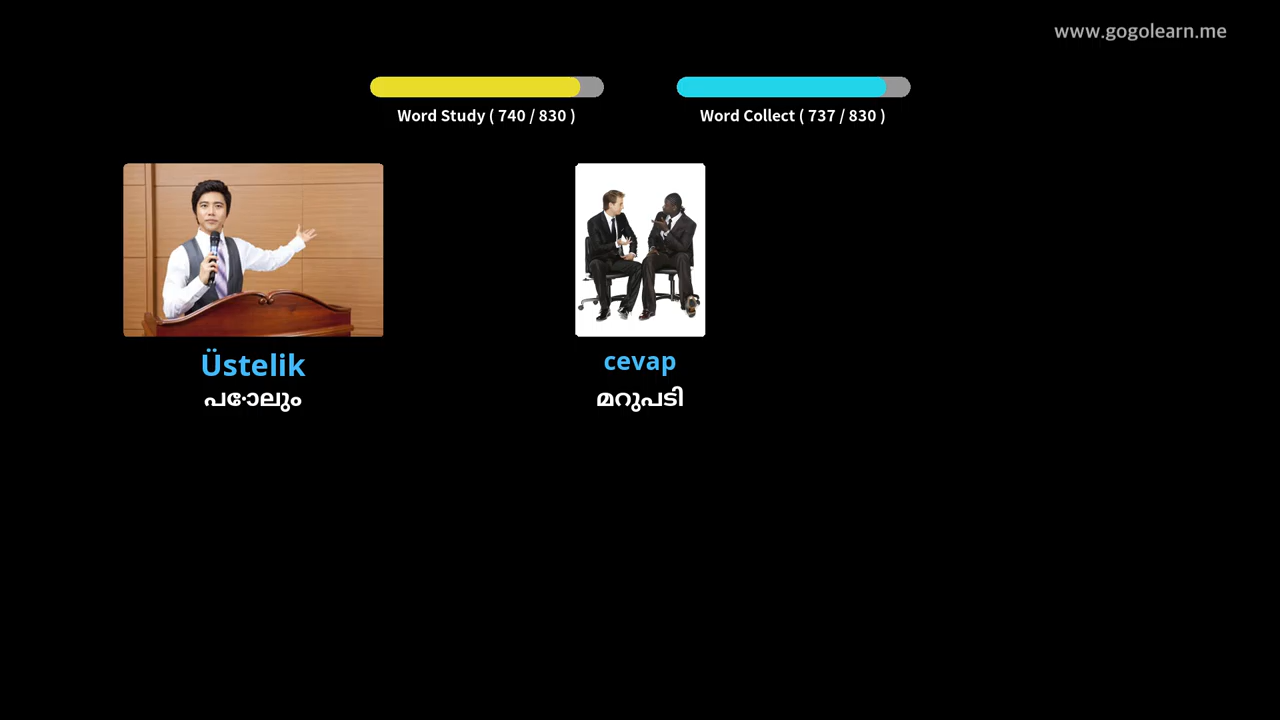 www.gogolearn.me
Word Study ( 740 / 830 )
Word Collect ( 737 / 830 )
Üstelik
പോലും
cevap
മറുപടി